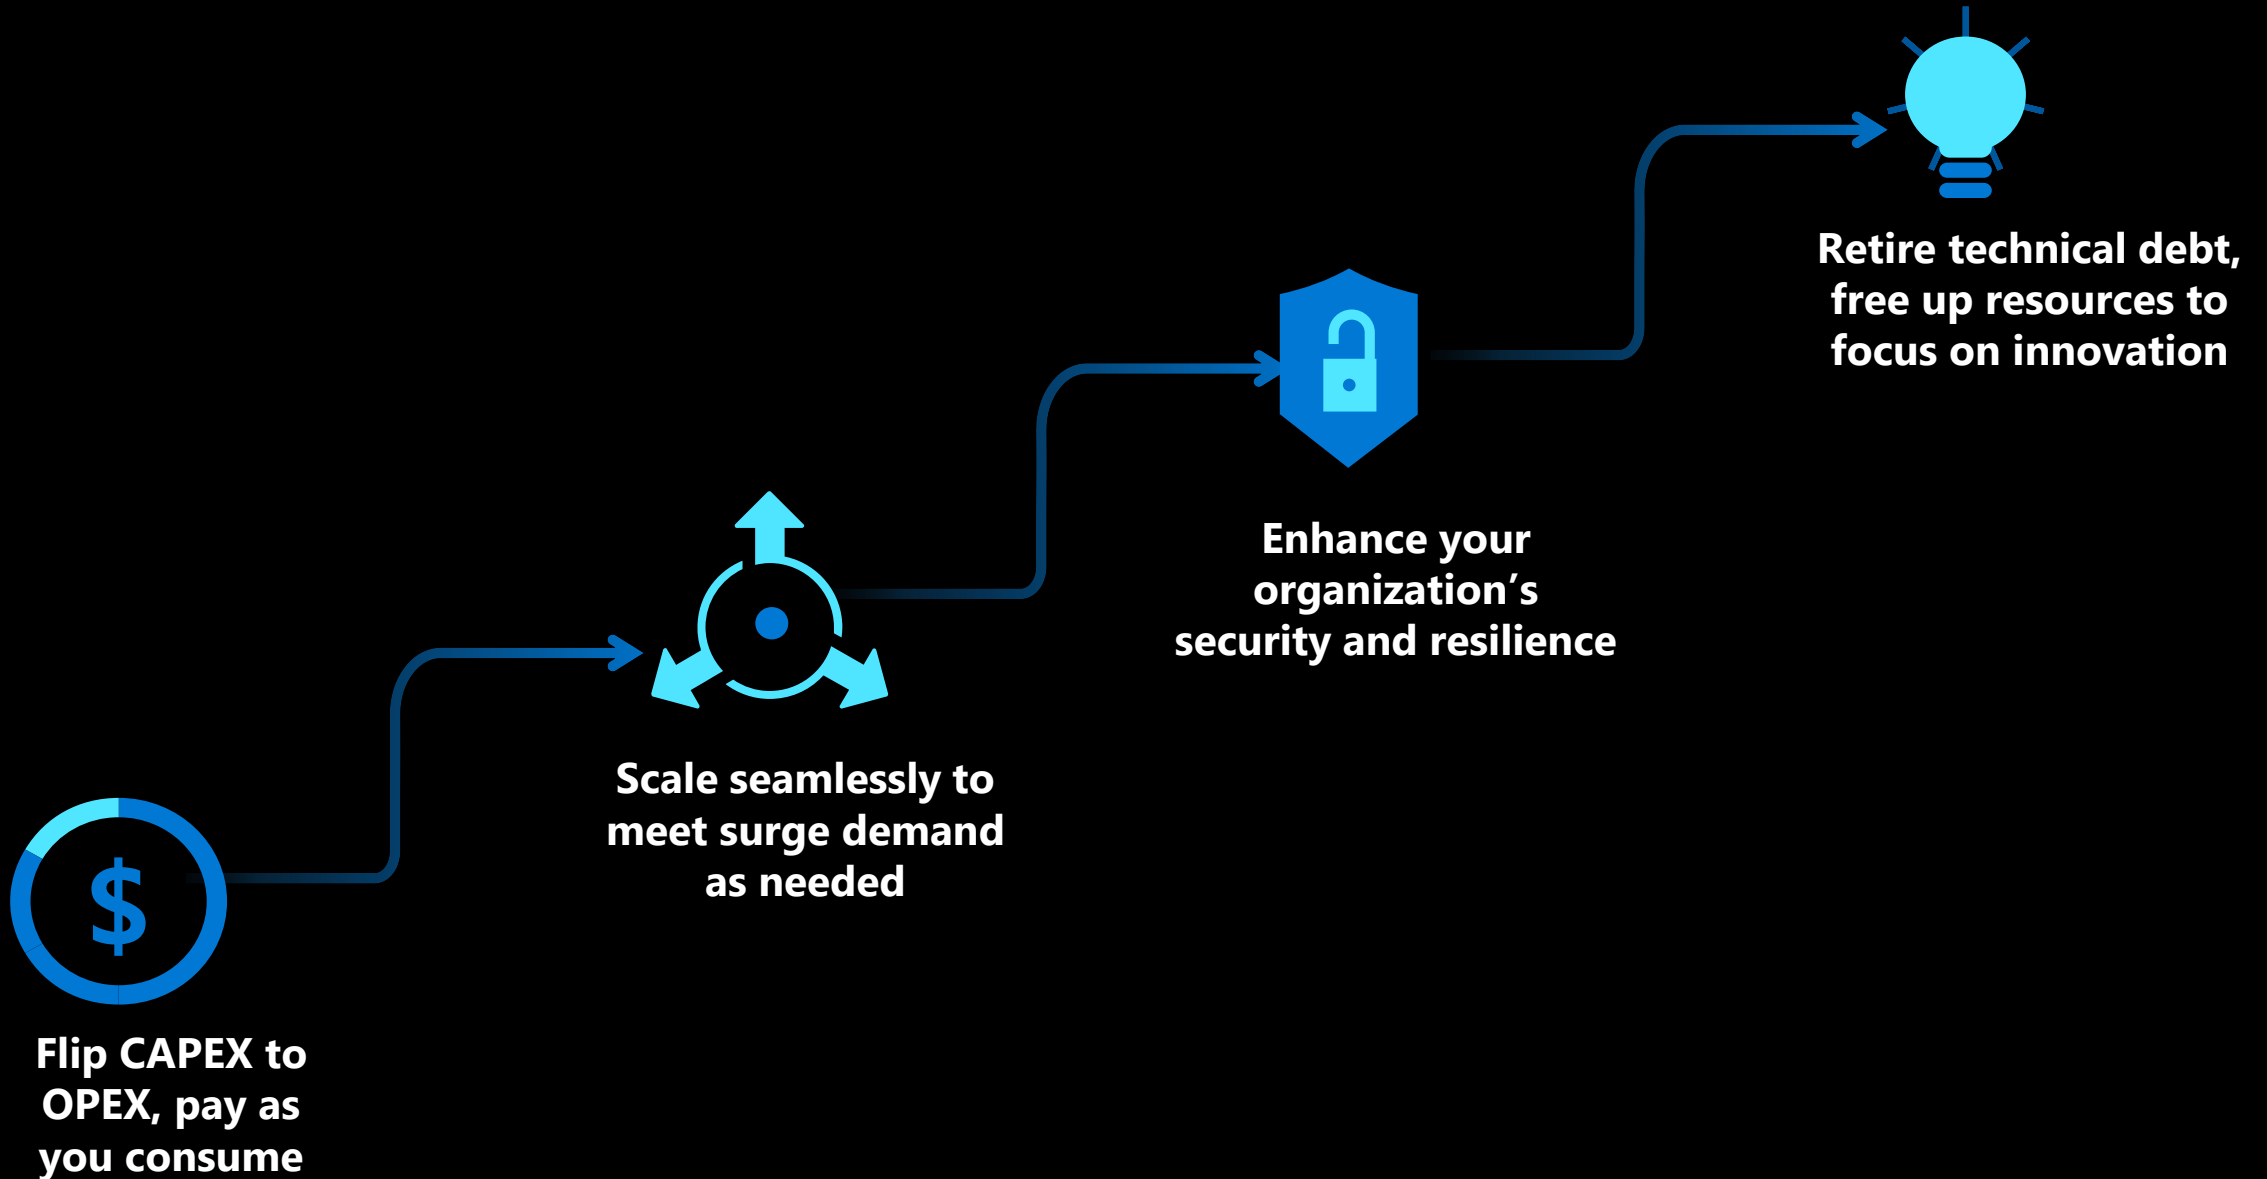 Retire technical debt,
free up resources to
focus on innovation
Enhance your
organization’s
security and resilience
Scale seamlessly to
meet surge demand
as needed
$
Flip CAPEX to
OPEX, pay as
you consume